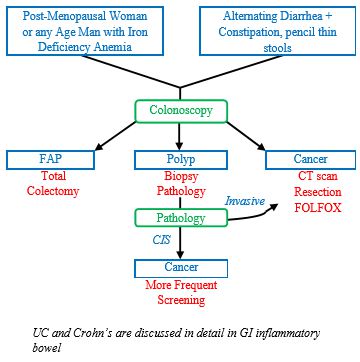 Post-Menopausal Woman
or any Age Man with Iron
Deficiency Anemia
Alternating Diarrhea +
Constipation, pencil thin
stools
Colonoscopy
FAP
Total
Colectomy
Polyp
Biopsy
Pathology
Cancer
CT scan
Resection
FOLFOX
Invasive
Pathology
CIS
Cancer
More Frequent
Screening
UC and Crohn's are discussed in detail in GI inflammatory
bowel